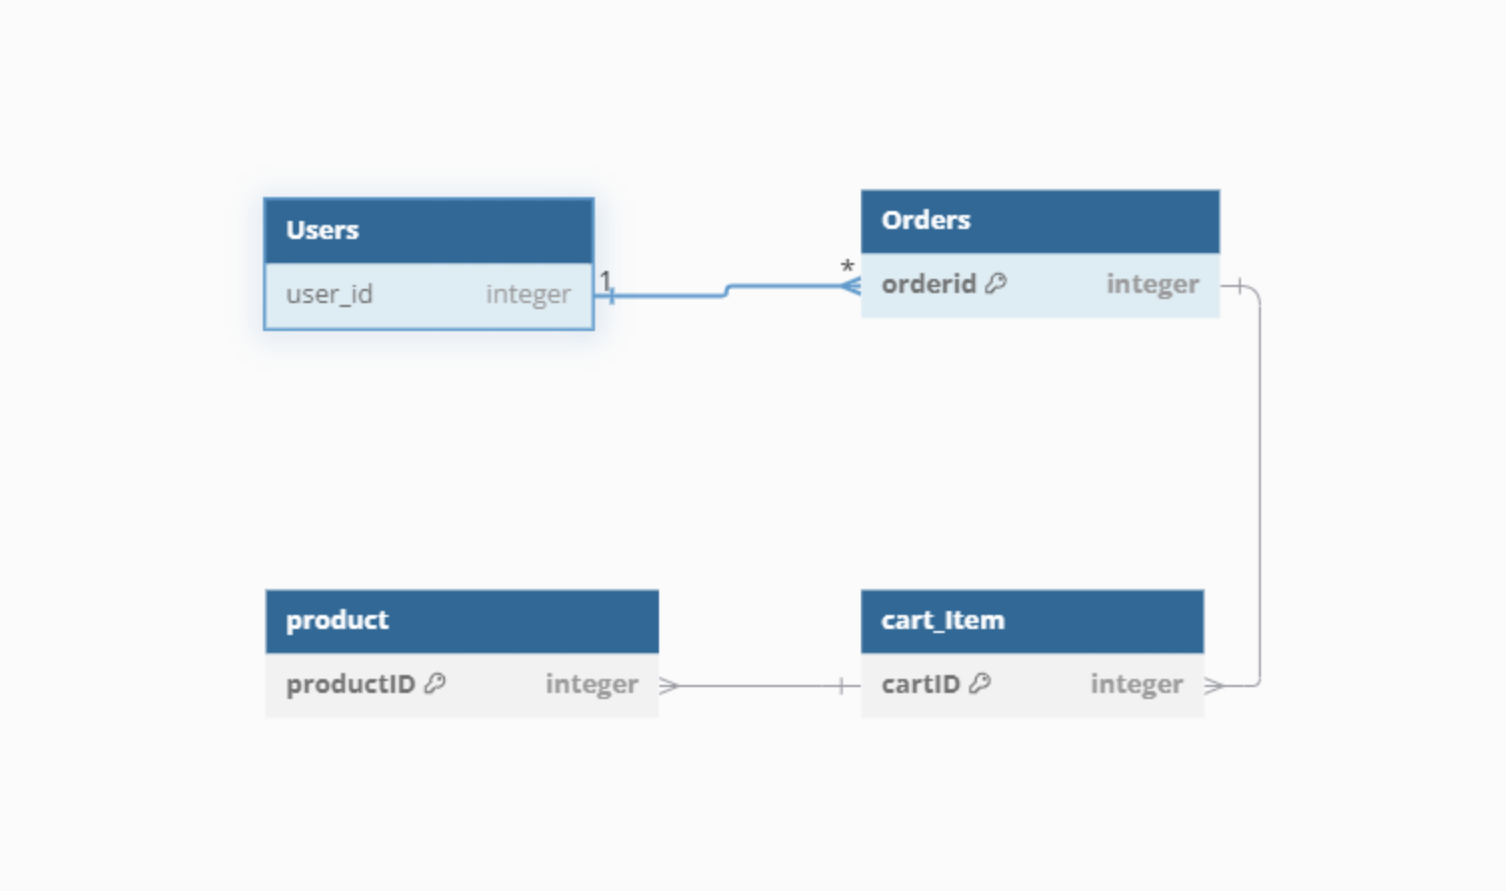 Users
user_id integer
1
*
Orders
orderid integer
product
productID integer
cart_Item
cartID integer